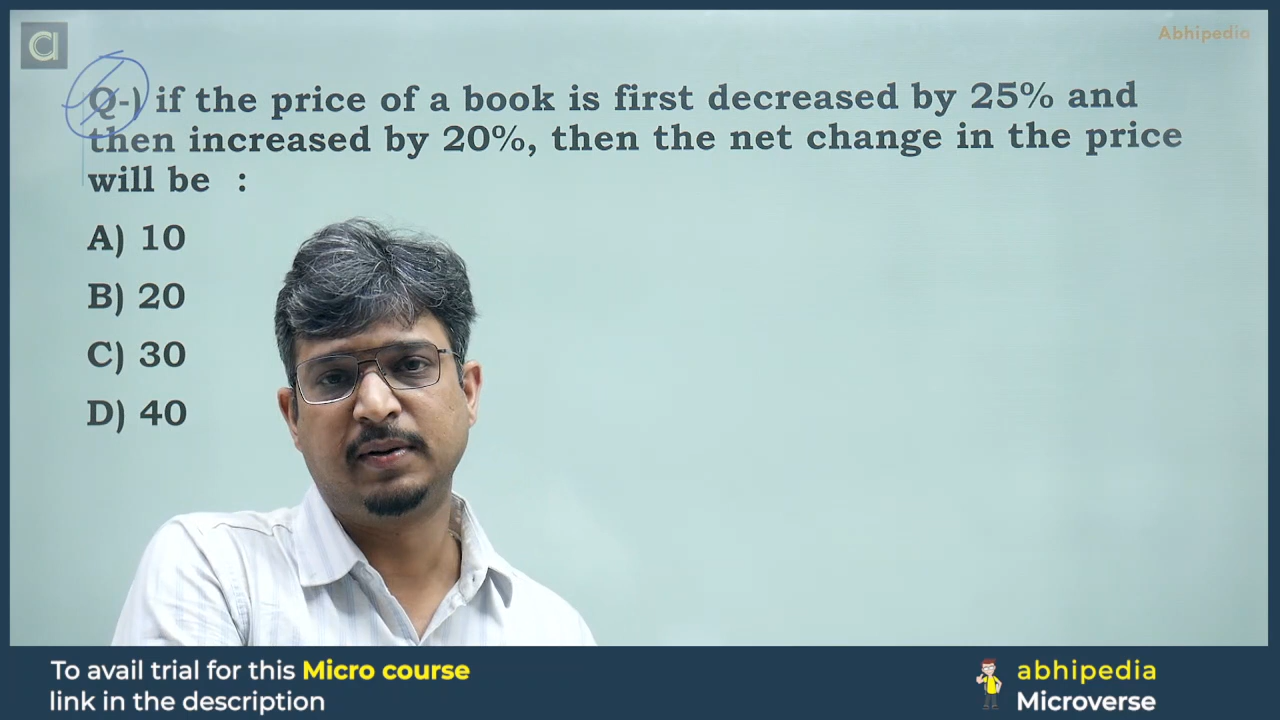 Abhipedia
Q-) if the price of a book is first decreased by 25% and
then increased by 20%, then the net change in the price
will be :
A) 10
B) 20
C) 30
D) 40
To avail trial for this Micro course
link in the description
abhipedia
Microverse